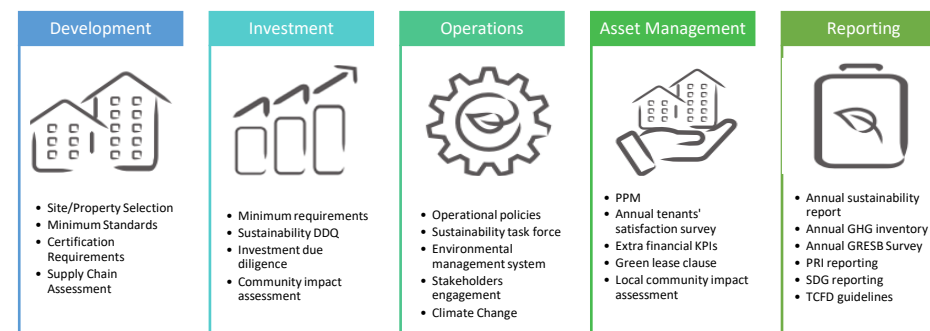 Development
• Site/Property Selection
• Minimum Standards
• Certification
Requirements
• Supply Chain
Assessment
Investment
• Minimum requirements
• Sustainability DDQ
• Investment due
diligence
• Community impact
assessment
Operations
• Operational policies
• Sustainability task force
• Environmental
management system
• Stakeholders
engagement
• Climate Change
Asset Management
• PPM
• Annual tenants'
satisfaction survey
• Extra financial KPIs
• Green lease clause
• Local community impact
assessment
Reporting
• Annual sustainability
report
• Annual GHG inventory
• Annual GRESB Survey
• PRI reporting
• SDG reporting
• TCFD guidelines